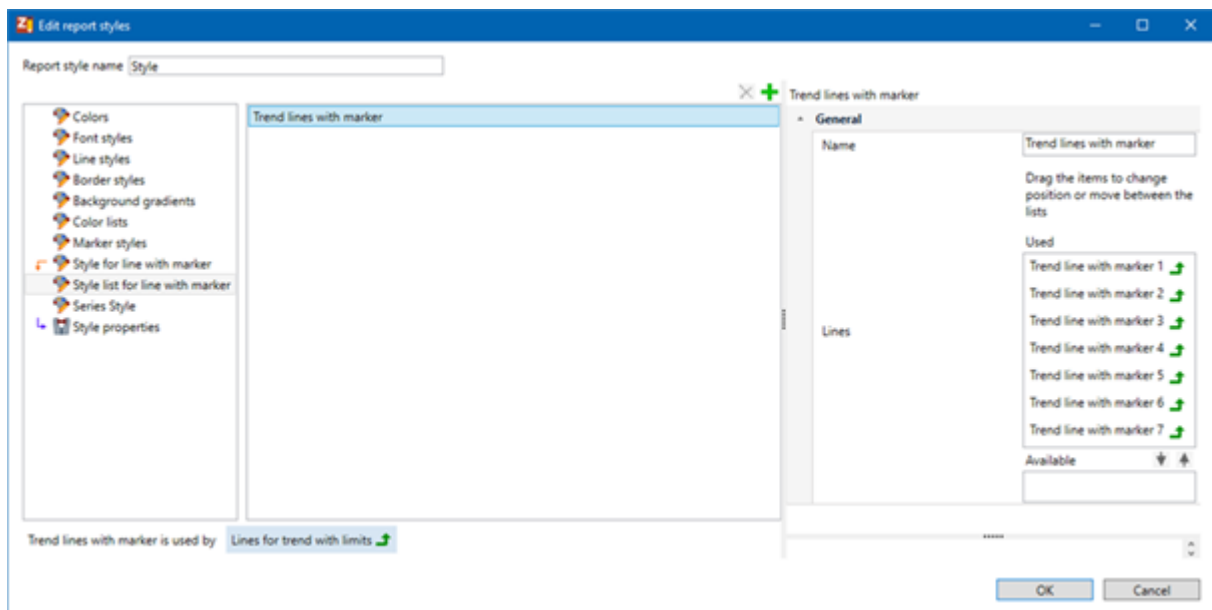 Edit report styles
Report style name Style
Colors
Font styles
Line styles
Border styles
Background gradients
Color lists
Marker styles
Style for line with marker
Style list for line with marker
Series Style
Style properties
Trend lines with marker
Trend lines with marker
General
Name Trend lines with marker
Drag the items to change
position or move between the
lists
Used
Lines
Trend line with marker 1
Trend line with marker 2
Trend line with marker 3
Trend line with marker 4
Trend line with marker 5
Trend line with marker 6
Trend line with marker 7
Available
Trend lines with marker is used by Lines for trend with limits
OK Cancel